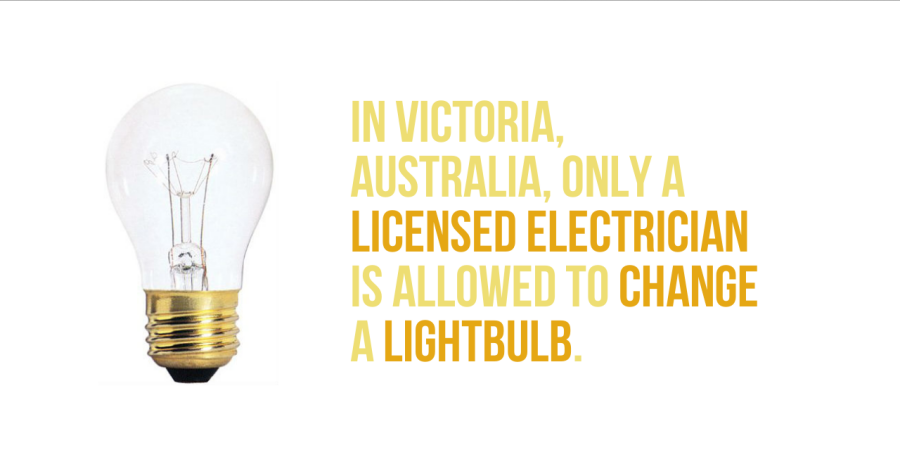 IN VICTORIA,
AUSTRALIA, ONLY A
LICENSED ELECTRICIAN
IS ALLOWED TO CHANGE
A LIGHTBULB.